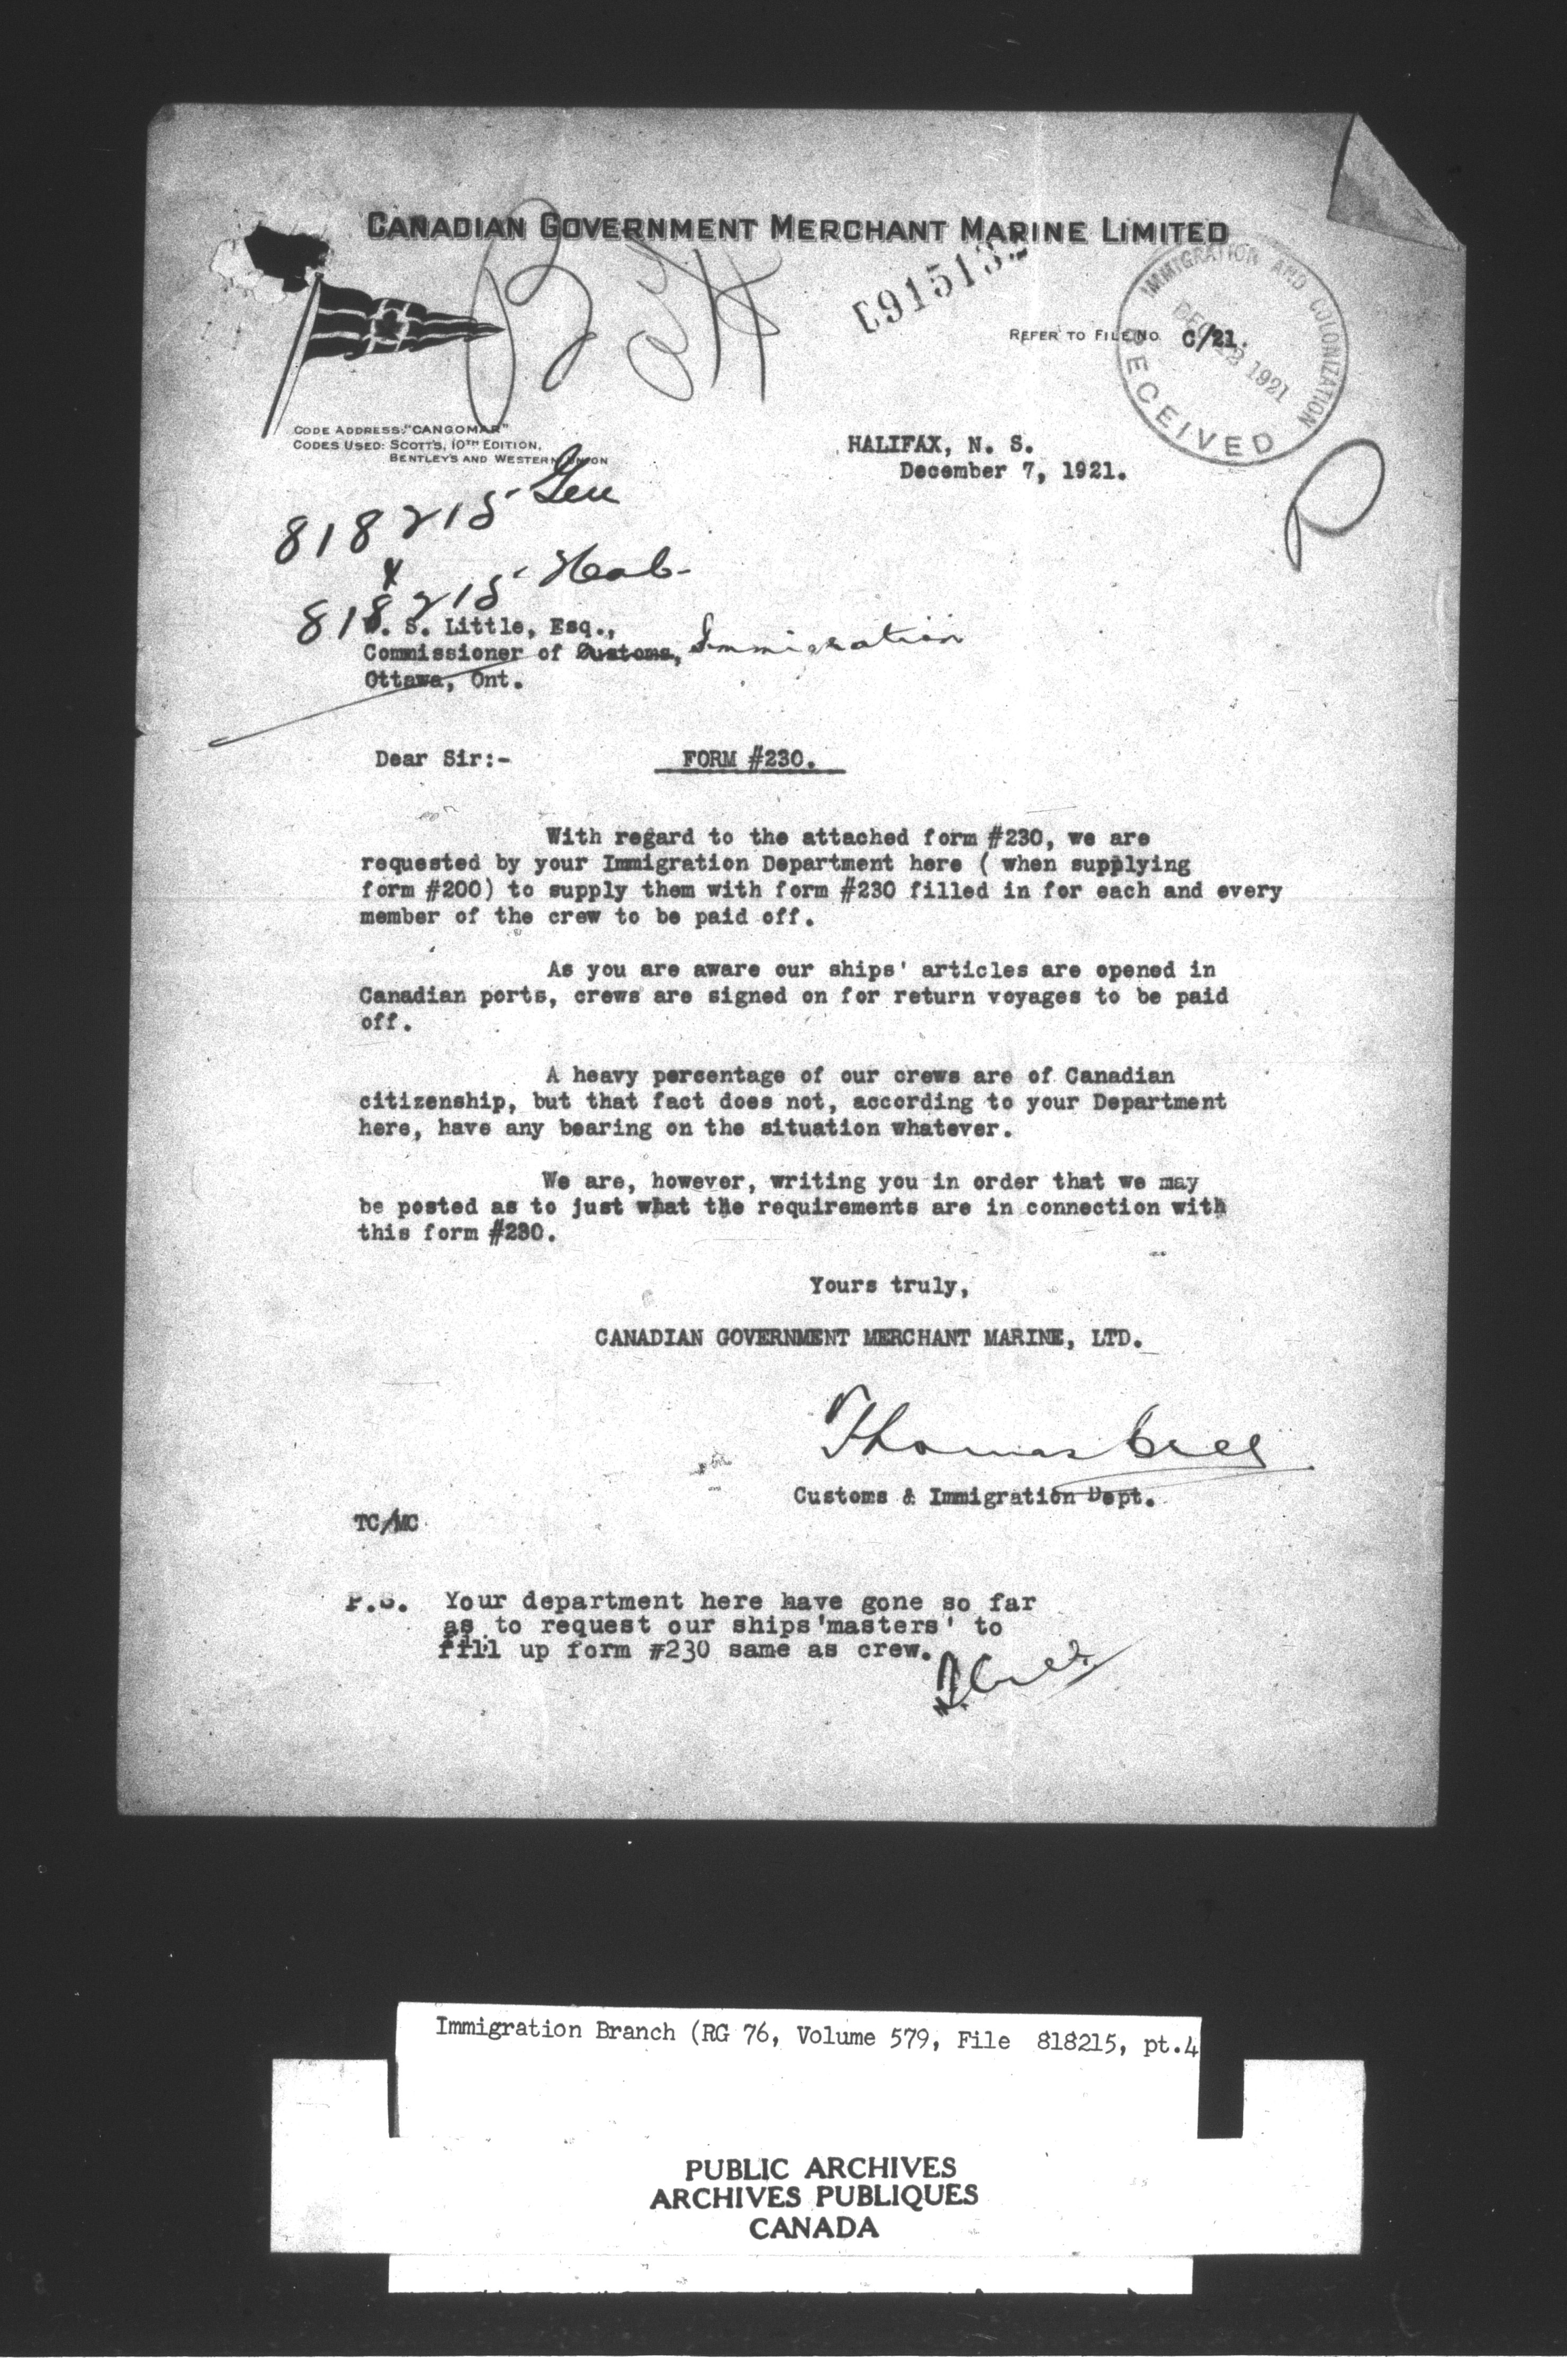 CANADIAN GOVERNMENT MERCHANT MARINE LIMITED
IMMIGRATION AND COLONIZATION
RECEIVED
1921
REFER TO FILE NO. C/21.
CODE ADDRESS: "CANGOMAR"
CODES USED: SCOTT'S, 10TH EDITION,
BENTLEY'S AND WESTERN UNION
HALIFAX, N. S.
December 7, 1921.
818215 Gen
818215
S. Little, Esq.,
Commissioner of Customs, Immigration
Ottawa, Ont.
Dear Sir:- FORM #230.
With regard to the attached form #230, we are
requested by your Immigration Department here ( when supplying
form #200) to supply them with form #230 filled in for each and every
member of the crew to be paid off.
As you are aware our ships' articles are opened in
Canadian ports, crews are signed on for return voyages to be paid
off.
A heavy percentage of our crews are of Canadian
citizenship, but that fact does not, according to your Department
here, have any bearing on the situation whatever.
We are, however, writing you in order that we may
be posted as to just what the requirements are in connection with
this form #230.
Yours truly,
CANADIAN GOVERNMENT MERCHANT MARINE, LTD.
Thomas
Customs & Immigration Dept.
TC/MC
P.S. Your department here have gone so far
as to request our ships'masters' to
fill up form #230 same as crew.
Immigration Branch (RG 76, Volume 579, File 818215, pt.4
PUBLIC ARCHIVES
ARCHIVES PUBLIQUES
CANADA